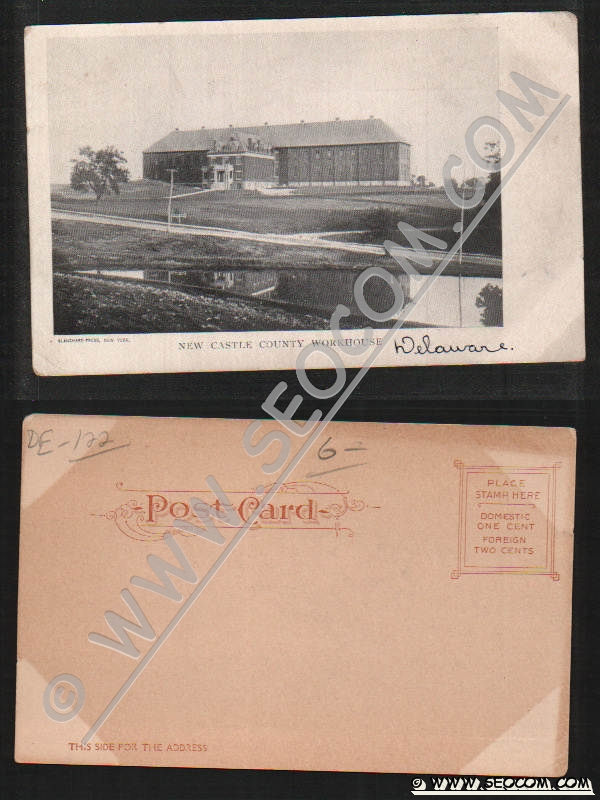 BLANCHARD PRESS, NEW YORK.
NEW CASTLE COUNTY WORKHOUSE Delaware.
© WWW.SEOCOM.COM
DE-122
6-
Post Card
PLACE
STAMP HERE
DOMESTIC
ONE CENT
FOREIGN
TWO CENTS
THIS SIDE FOR THE ADDRESS
© WWW.SEOCOM.COM